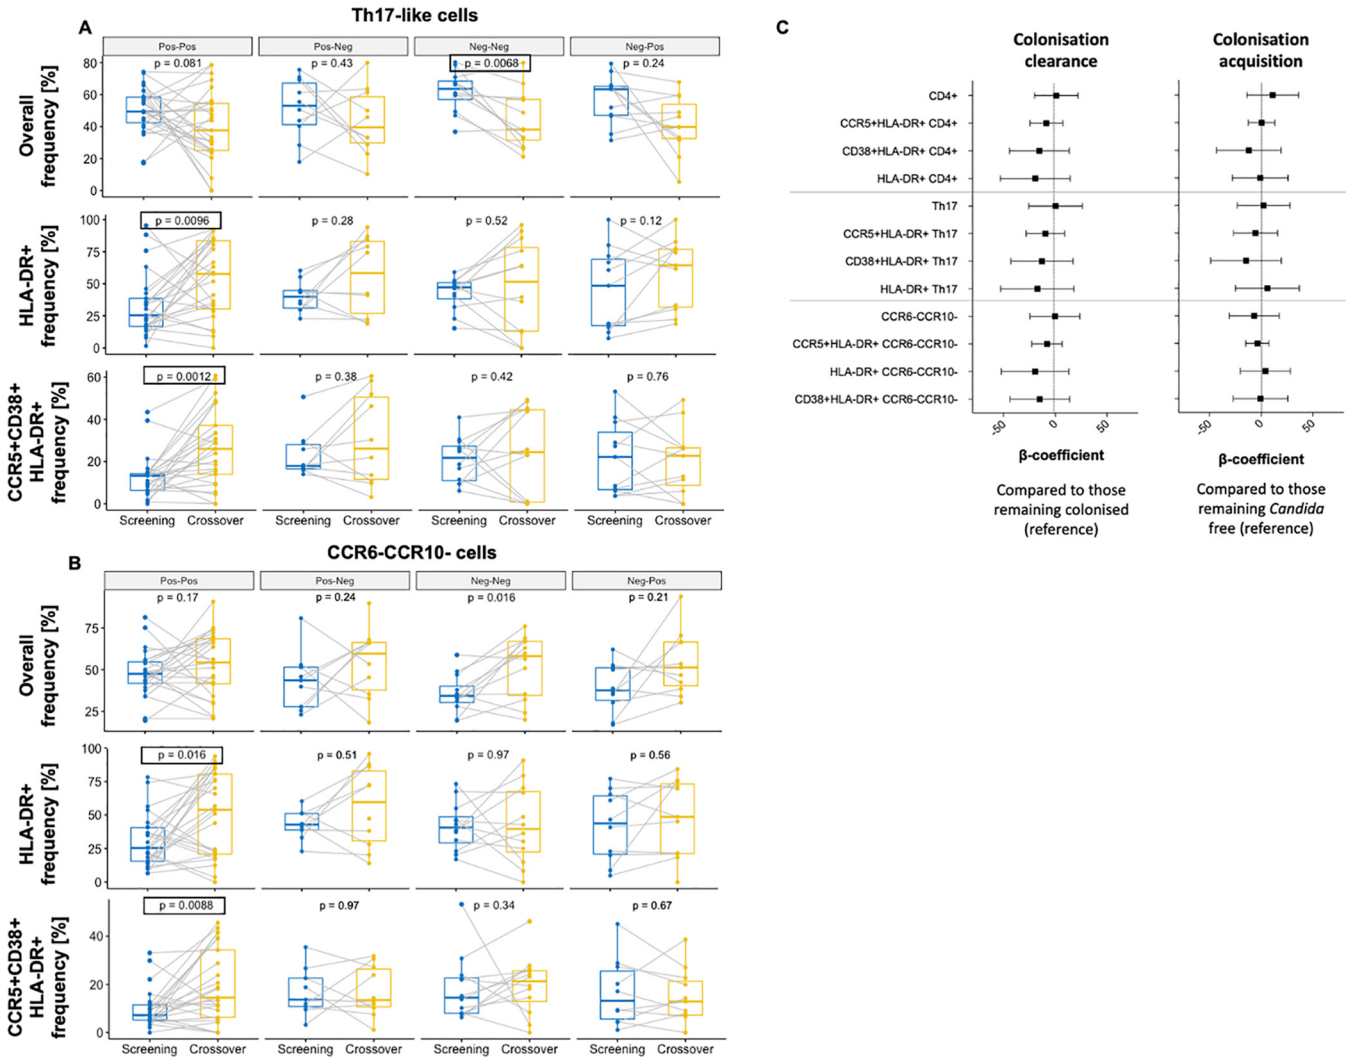 A
Th17-like cells
Pos-Pos
Pos-Neg
Neg-Neg
Neg-Pos
Overall
frequency [%]
80
60
40
20
0
p = 0.081
p = 0.43
p = 0.0068
p = 0.24
HLA-DR+
frequency [%]
100
75
50
25
0
p = 0.0096
p = 0.28
p = 0.52
p = 0.12
CCR5+CD38+
HLA-DR+
frequency [%]
60
40
20
0
p = 0.0012
p = 0.38
p = 0.42
p = 0.76
Screening Crossover
Screening Crossover
Screening Crossover
Screening Crossover
B
CCR6-CCR10- cells
Pos-Pos
Pos-Neg
Neg-Neg
Neg-Pos
Overall
frequency [%]
75
50
25
p = 0.17
p = 0.24
p = 0.016
p = 0.21
HLA-DR+
frequency [%]
100
75
50
25
0
p = 0.016
p = 0.51
p = 0.97
p = 0.56
CCR5+CD38+
HLA-DR+
frequency [%]
40
20
0
p = 0.0088
p = 0.97
p = 0.34
p = 0.67
Screening Crossover
Screening Crossover
Screening Crossover
Screening Crossover
C
Colonisation
clearance
Colonisation
acquisition
CD4+
CCR5+HLA-DR+ CD4+
CD38+HLA-DR+ CD4+
HLA-DR+ CD4+
Th17
CCR5+HLA-DR+ Th17
CD38+HLA-DR+ Th17
HLA-DR+ Th17
CCR6-CCR10-
CCR5+HLA-DR+ CCR6-CCR10-
HLA-DR+ CCR6-CCR10-
CD38+HLA-DR+ CCR6-CCR10-
-50 0 50
-50 0 50
β-coefficient
β-coefficient
Compared to those
remaining colonised
(reference)
Compared to those
remaining Candida
free (reference)